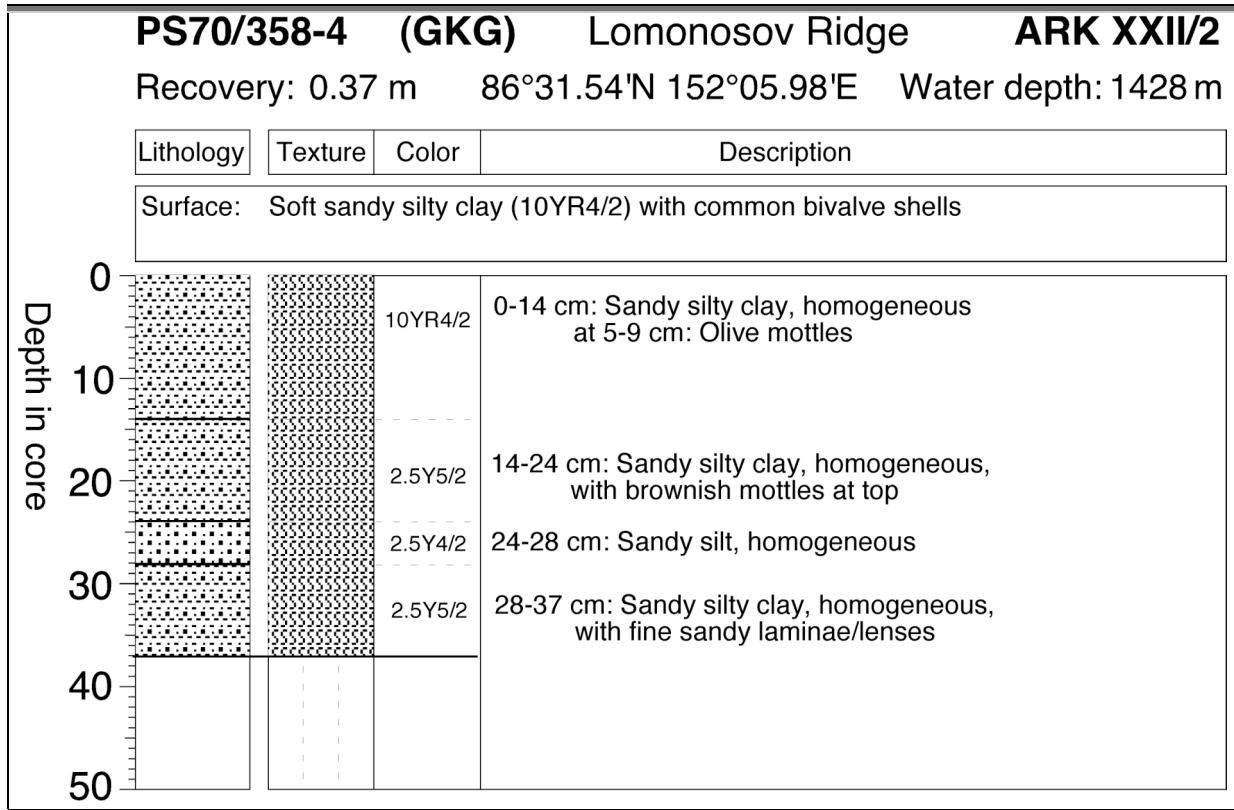 PS70/358-4 (GKG) Lomonosov Ridge ARK XXII/2
Recovery: 0.37 m 86°31.54'N 152°05.98'E Water depth: 1428 m
Lithology Texture Color Description
Surface: Soft sandy silty clay (10YR4/2) with common bivalve shells
Depth in core
0
10
20
30
40
50
10YR4/2
0-14 cm: Sandy silty clay, homogeneous
at 5-9 cm: Olive mottles
2.5Y5/2
14-24 cm: Sandy silty clay, homogeneous,
with brownish mottles at top
2.5Y4/2
24-28 cm: Sandy silt, homogeneous
2.5Y5/2
28-37 cm: Sandy silty clay, homogeneous,
with fine sandy laminae/lenses